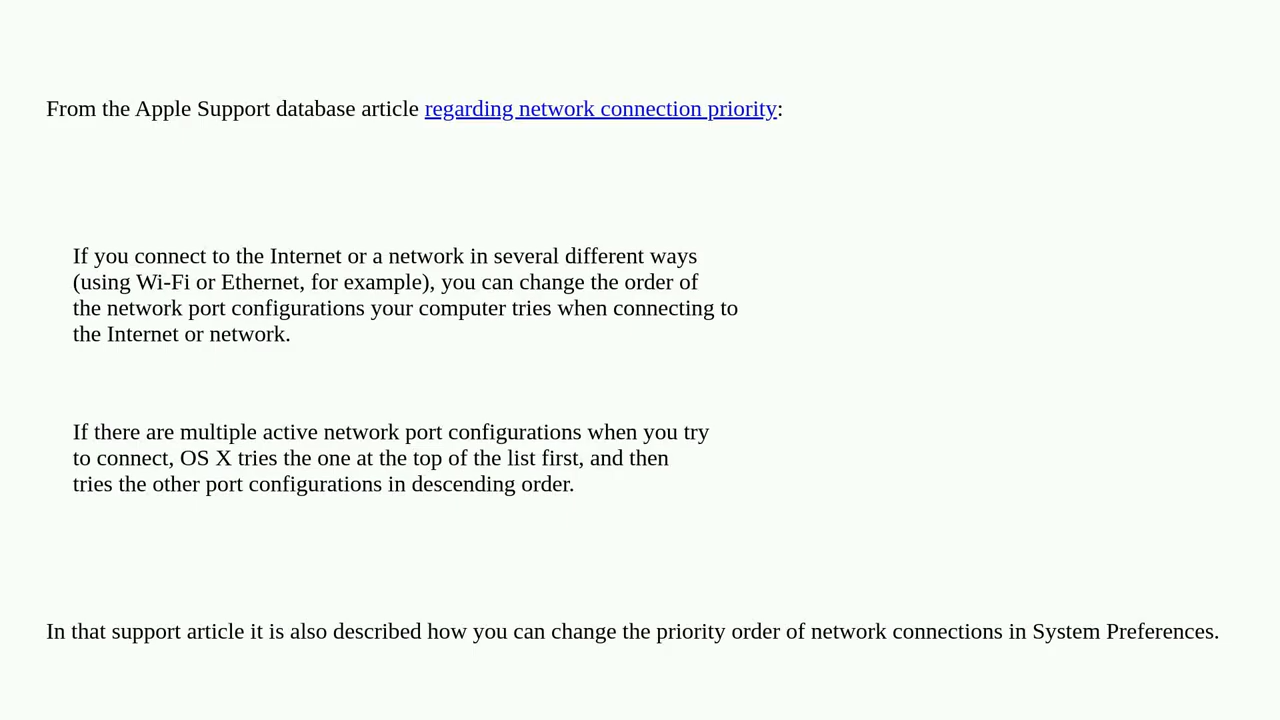 From the Apple Support database article regarding network connection priority:
If you connect to the Internet or a network in several different ways
(using Wi-Fi or Ethernet, for example), you can change the order of
the network port configurations your computer tries when connecting to
the Internet or network.
If there are multiple active network port configurations when you try
to connect, OS X tries the one at the top of the list first, and then
tries the other port configurations in descending order.
In that support article it is also described how you can change the priority order of network connections in System Preferences.